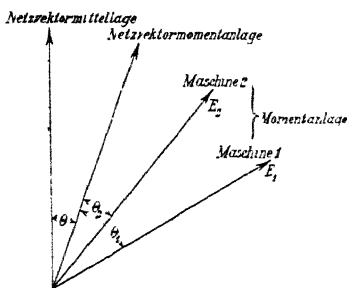 Netzvektormittellage
Netzvektormomentanlage
Maschine 2
E₂
Momentanlage
Maschine 1
E₁
θ
θ₂
θ₁